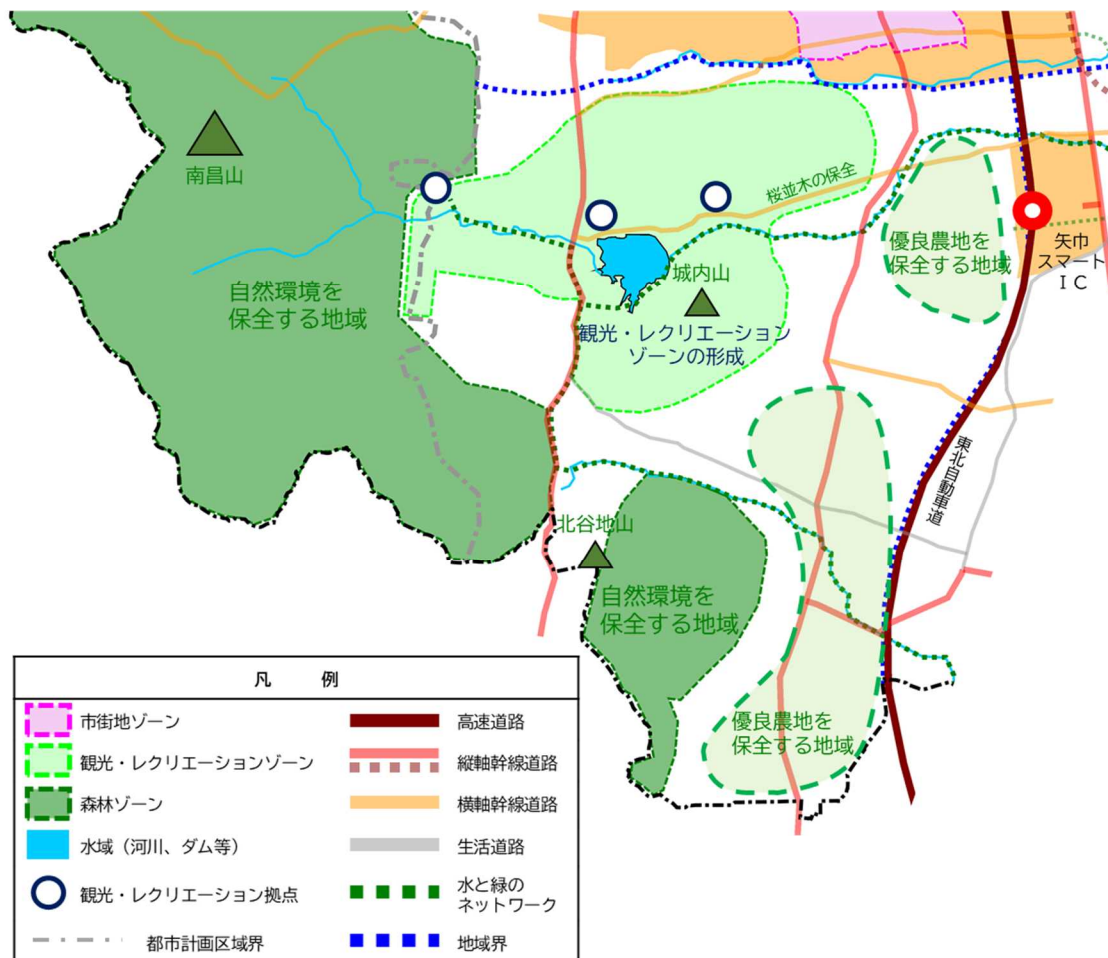 南昌山
桜並木の保全
優良農地を
保全する地域
矢巾
スマート
ＩＣ
城内山
観光・レクリエーション
ゾーンの形成
自然環境を
保全する地域
東北自動車道
北谷地山
自然環境を
保全する地域
優良農地を
保全する地域
凡　例
市街地ゾーン
観光・レクリエーションゾーン
森林ゾーン
水域（河川、ダム等）
観光・レクリエーション拠点
都市計画区域界
高速道路
縦軸幹線道路
横軸幹線道路
生活道路
水と緑の
ネットワーク
地域界